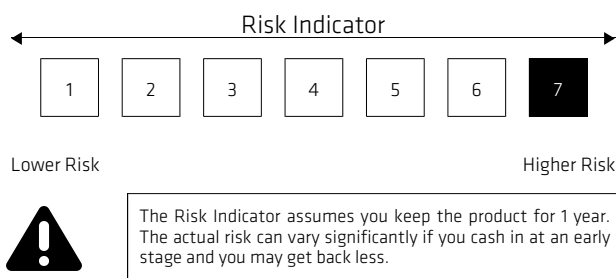 Risk Indicator
1 2 3 4 5 6 7
Lower Risk Higher Risk
The Risk Indicator assumes you keep the product for 1 year.
The actual risk can vary significantly if you cash in at an early
stage and you may get back less.